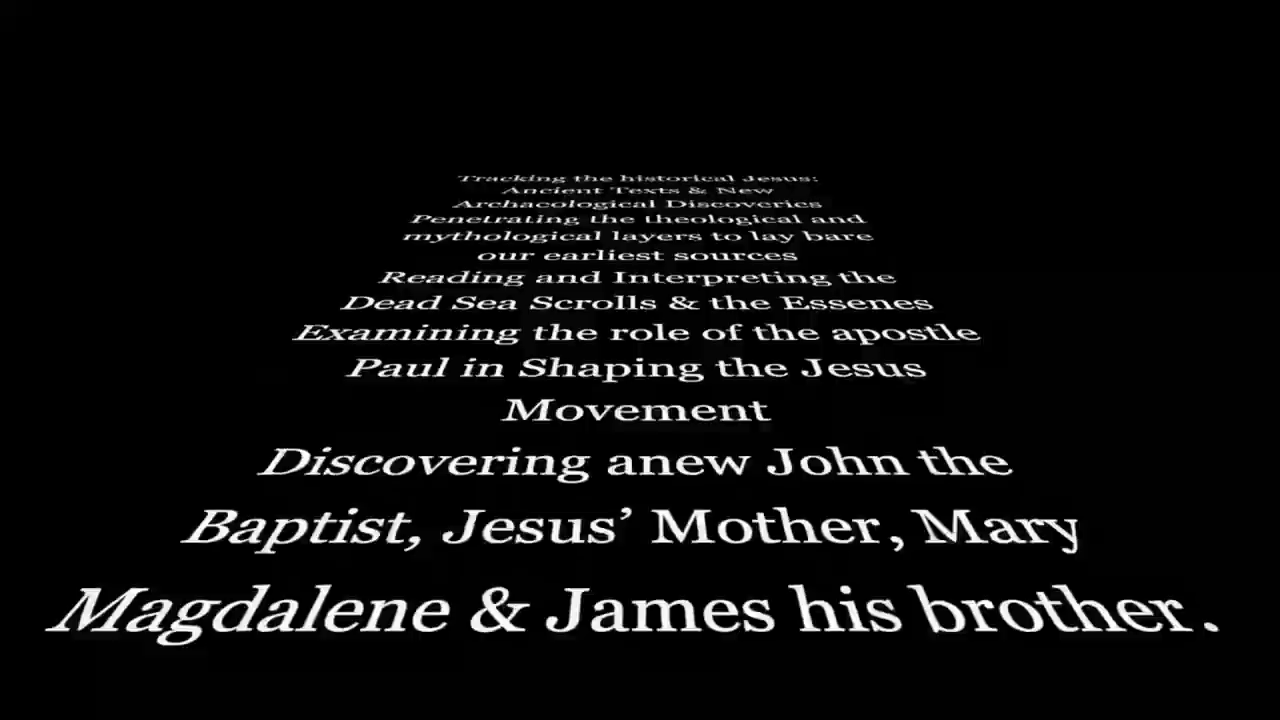 Tracking the historical Jesus:
Ancient Texts & New
Archaeological Discoveries
Penetrating the theological and
mythological layers to lay bare
our earliest sources
Reading and Interpreting the
Dead Sea Scrolls & the Essenes
Examining the role of the apostle
Paul in Shaping the Jesus
Movement
Discovering anew John the
Baptist, Jesus’ Mother, Mary
Magdalene & James his brother.